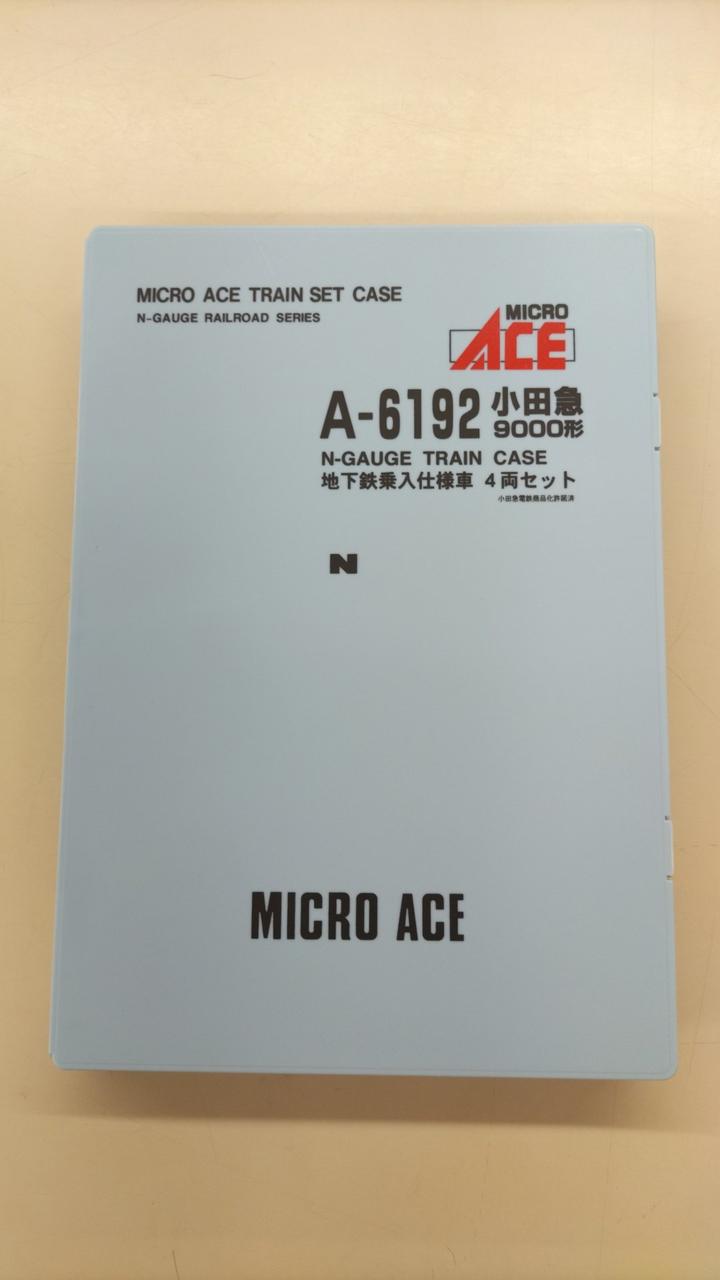 MICRO ACE TRAIN SET CASE
N-GAUGE RAILROAD SERIES
MICRO
ACE
A-6192 小田急
9000形
N-GAUGE TRAIN CASE
地下鉄乗入仕様車 4両セット
小田急電鉄商品化許諾済
N
MICRO ACE